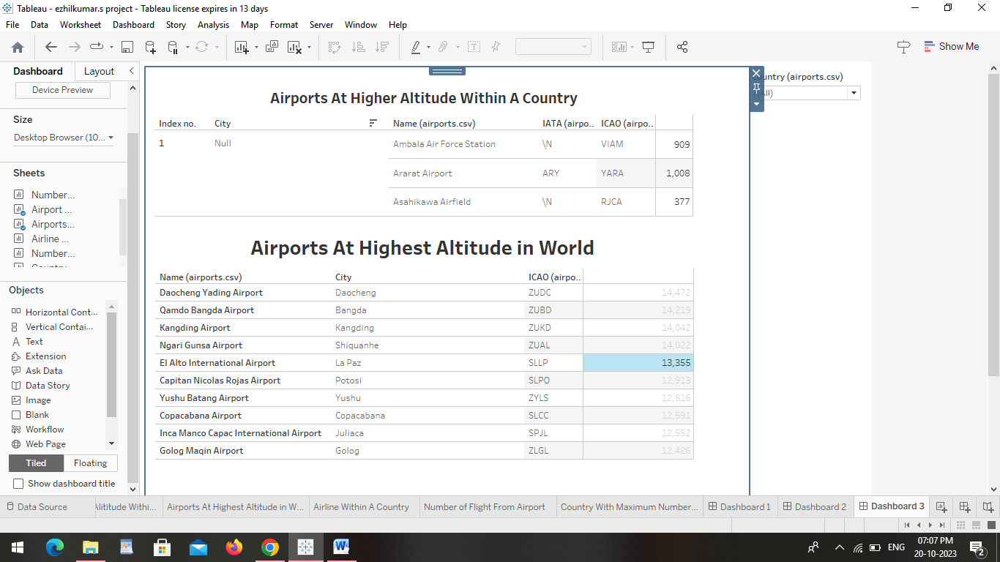 Tableau - ezhilkumar.s project - Tableau license expires in 13 days
File Data Worksheet Dashboard Story Analysis Map Format Server Window Help
Show Me
Dashboard Layout
Device Preview
Size
Desktop Browser (10...
Sheets
Number...
Airport ...
Airports...
Airline ...
Number...
Objects
Horizontal Cont...
Vertical Contai...
Text
Extension
Ask Data
Data Story
Image
Blank
Workflow
Web Page
Tiled Floating
Show dashboard title
Airports At Higher Altitude Within A Country
Index no. City Name (airports.csv) IATA (airpo.. ICAO (airpo..
1 Null Ambala Air Force Station \N VIAM 909
Ararat Airport ARY YARA 1,008
Asahikawa Airfield \N RJCA 377
Airports At Highest Altitude in World
Name (airports.csv) City ICAO (airpo..
Daocheng Yading Airport Daocheng ZUDC 14,472
Qamdo Bangda Airport Bangda ZUBD 14,219
Kangding Airport Kangding ZUKD 14,042
Ngari Gunsa Airport Shiquanhe ZUAL 14,022
El Alto International Airport La Paz SLLP 13,355
Capitan Nicolas Rojas Airport Potosi SLPO 12,913
Yushu Batang Airport Yushu ZYLS 12,816
Copacabana Airport Copacabana SLCC 12,591
Inca Manco Capac International Airport Juliaca SPJL 12,552
Golog Maqin Airport Golog ZLGL 12,426
(airports.csv)
Data Source Airports At Highest Altitude in W... Airline Within A Country Number of Flight From Airport Country With Maximum Number... Dashboard 1 Dashboard 2 Dashboard 3
ENG
07:07 PM
20-10-2023
2